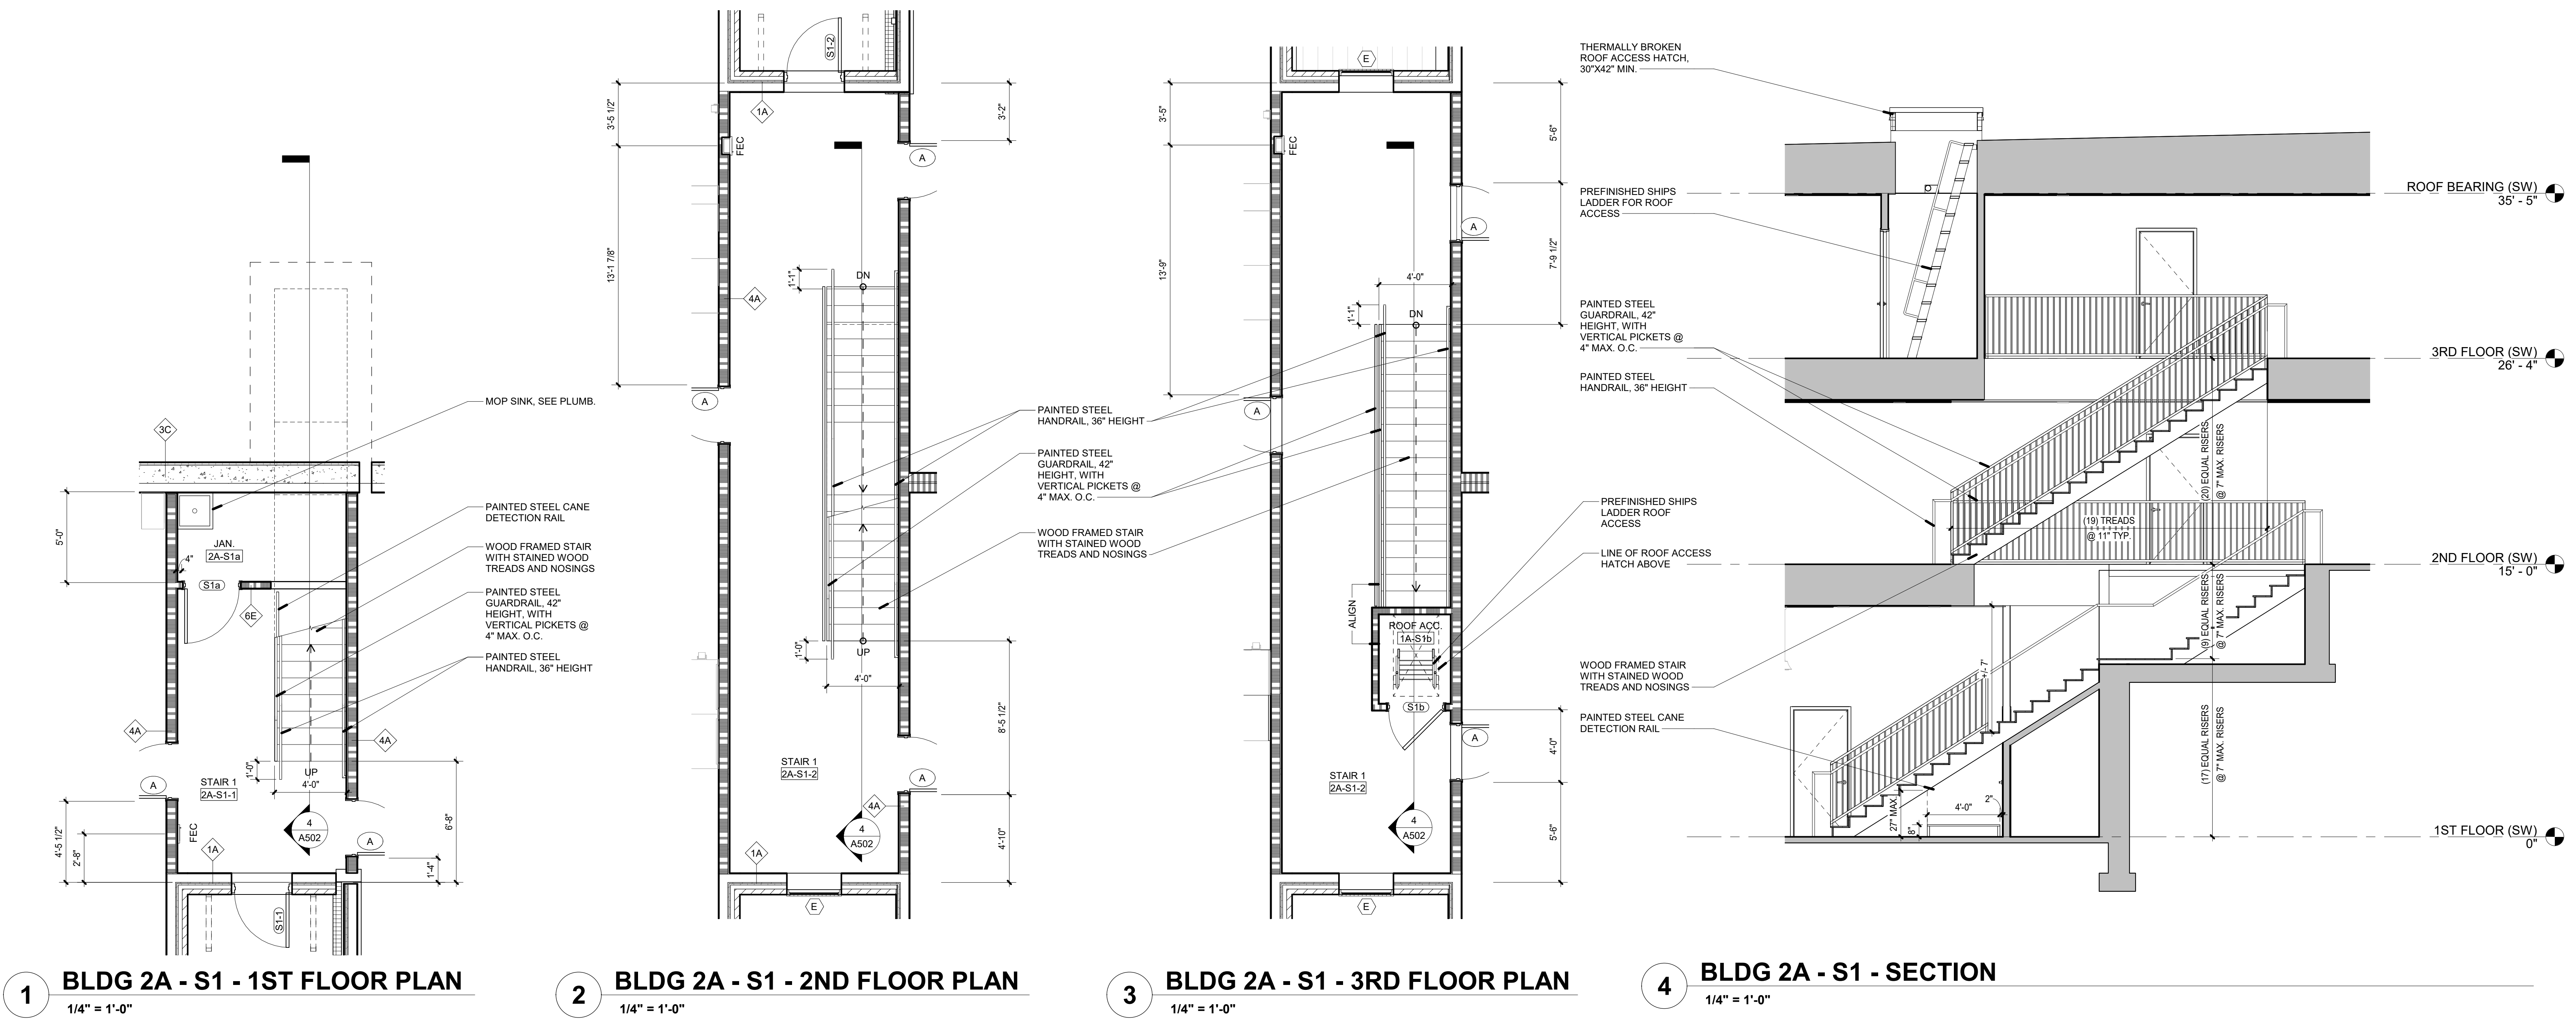 3C
MOP SINK, SEE PLUMB.
PAINTED STEEL CANE
DETECTION RAIL
WOOD FRAMED STAIR
WITH STAINED WOOD
TREADS AND NOSINGS
PAINTED STEEL
GUARDRAIL, 42"
HEIGHT, WITH
VERTICAL PICKETS @
4" MAX. O.C.
PAINTED STEEL
HANDRAIL, 36" HEIGHT
5'-0"
JAN.
2A-S1a
4"
S1a
6E
4A
4A
UP
1'-0"
4'-0"
STAIR 1
2A-S1-1
A
FEC
4
A502
A
4'-5 1/2"
2'-8"
6'-8"
1'-4"
1A
S1-1
1
BLDG 2A - S1 - 1ST FLOOR PLAN
1/4" = 1'-0"
S1-2
3'-5 1/2"
3'-2"
1A
FEC
A
13'-1 7/8"
1'-1"
DN
4A
A
PAINTED STEEL
HANDRAIL, 36" HEIGHT
PAINTED STEEL
GUARDRAIL, 42"
HEIGHT, WITH
VERTICAL PICKETS @
4" MAX. O.C.
WOOD FRAMED STAIR
WITH STAINED WOOD
TREADS AND NOSINGS
1'-0"
UP
4'-0"
8'-5 1/2"
STAIR 1
2A-S1-2
A
4A
4
A502
4'-10"
1A
E
2
BLDG 2A - S1 - 2ND FLOOR PLAN
1/4" = 1'-0"
E
3'-5"
5'-6"
FEC
A
13'-9"
7'-9 1/2"
4'-0"
1'-1"
DN
A
ALIGN
ROOF ACC.
1A-S1b
S1b
PREFINISHED SHIPS
LADDER ROOF
ACCESS
LINE OF ROOF ACCESS
HATCH ABOVE
A
4'-0"
STAIR 1
2A-S1-2
4
A502
5'-6"
E
3
BLDG 2A - S1 - 3RD FLOOR PLAN
1/4" = 1'-0"
THERMALLY BROKEN
ROOF ACCESS HATCH,
30"X42" MIN.
PREFINISHED SHIPS
LADDER FOR ROOF
ACCESS
PAINTED STEEL
GUARDRAIL, 42"
HEIGHT, WITH
VERTICAL PICKETS @
4" MAX. O.C.
PAINTED STEEL
HANDRAIL, 36" HEIGHT
WOOD FRAMED STAIR
WITH STAINED WOOD
TREADS AND NOSINGS
PAINTED STEEL CANE
DETECTION RAIL
ROOF BEARING (SW)
35' - 5"
3RD FLOOR (SW)
26' - 4"
2ND FLOOR (SW)
15' - 0"
1ST FLOOR (SW)
0"
(20) EQUAL RISERS
@ 7" MAX. RISERS
(19) TREADS
@ 11" TYP.
(9) EQUAL RISERS
@ 7" MAX. RISERS
(17) EQUAL RISERS
@ 7" MAX. RISERS
+/- 7'
27" MAX.
8"
4'-0"
2"
4
BLDG 2A - S1 - SECTION
1/4" = 1'-0"